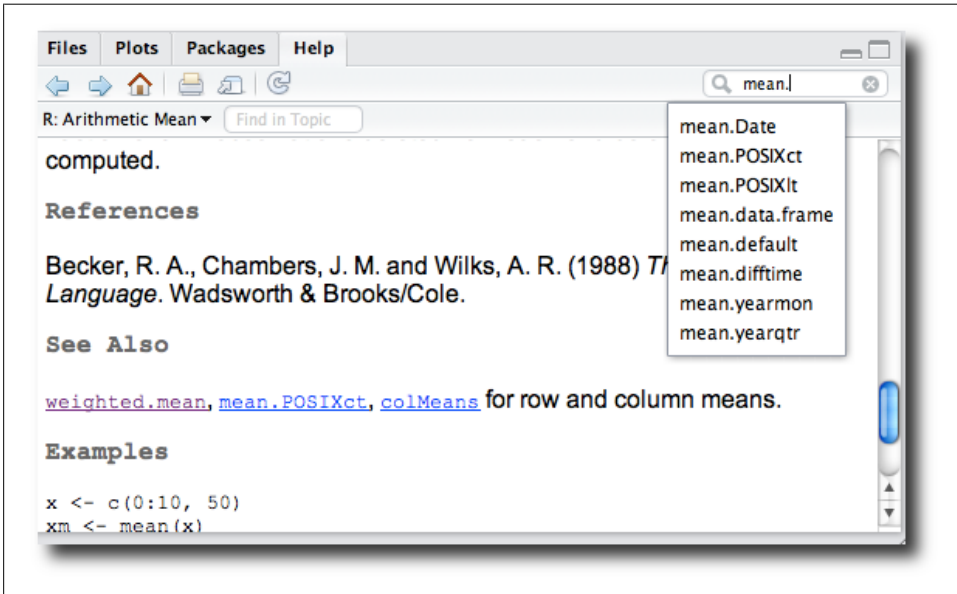 Files Plots Packages Help
mean.
R: Arithmetic Mean Find in Topic
mean.Date
mean.POSIXct
mean.POSIXlt
mean.data.frame
mean.default
mean.difftime
mean.yearmon
mean.yearqtr
computed.
References
Becker, R. A., Chambers, J. M. and Wilks, A. R. (1988)
Language. Wadsworth & Brooks/Cole.
See Also
weighted.mean, mean.POSIXct, colMeans for row and column means.
Examples
x <- c(0:10, 50)
xm <- mean(x)